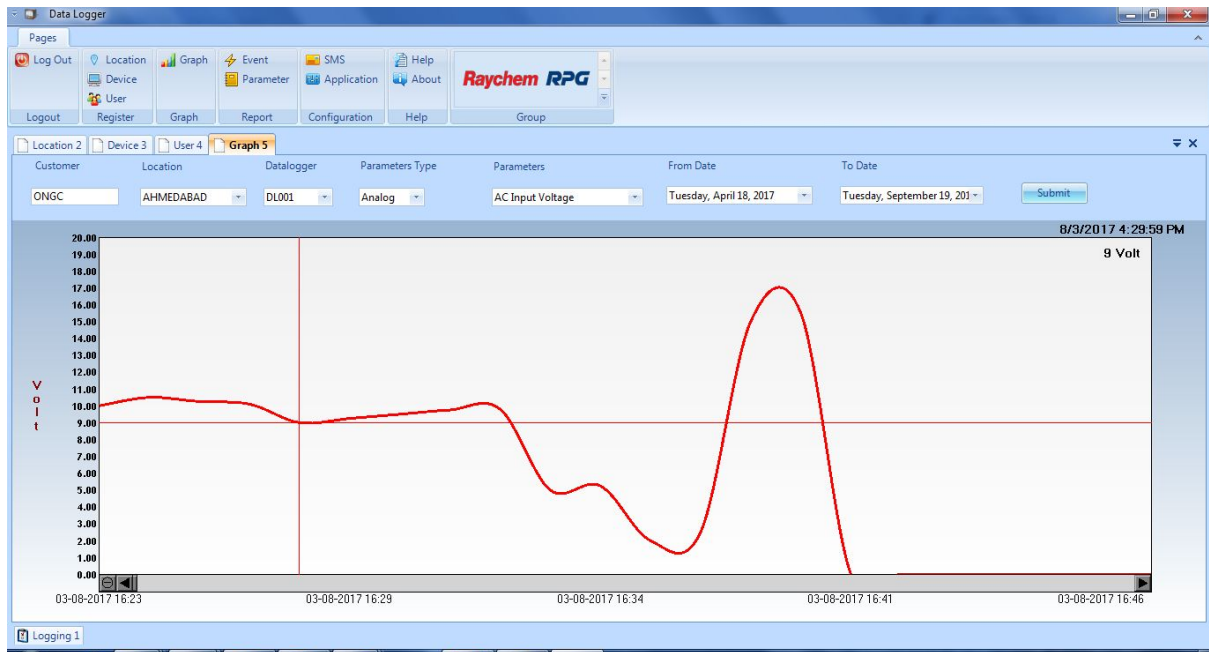 Data Logger
Pages
Log Out Location Graph Event SMS Help
Device Parameter Application About
User
Raychem RPG
Logout Register Graph Report Configuration Help Group
Location 2 Device 3 User 4 Graph 5
Customer Location Datalogger Parameters Type Parameters From Date To Date
ONGC AHMEDABAD DL001 Analog AC Input Voltage Tuesday, April 18, 2017 Tuesday, September 19, 201 Submit
8/3/2017 4:29:59 PM
9 Volt
20.00
19.00
18.00
17.00
16.00
15.00
14.00
13.00
12.00
11.00
10.00
9.00
8.00
7.00
6.00
5.00
4.00
3.00
2.00
1.00
0.00
Volt
03-08-2017 16:23 03-08-2017 16:29 03-08-2017 16:34 03-08-2017 16:41 03-08-2017 16:46
Logging 1